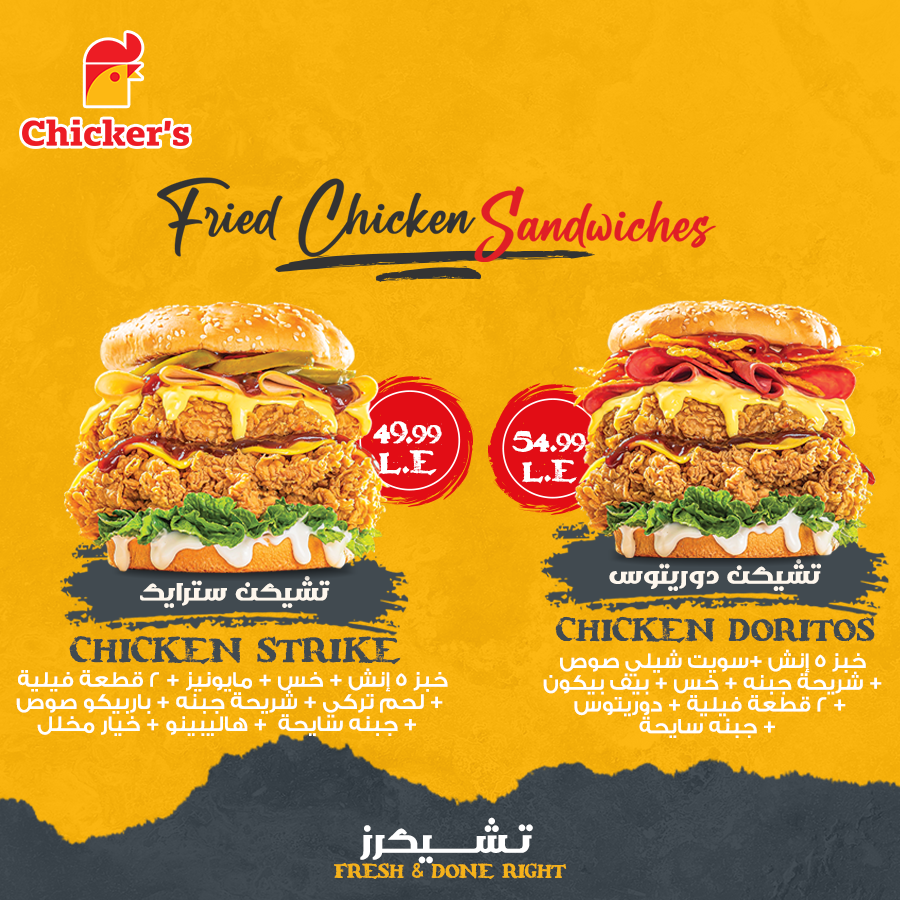 Chicker's
Fried Chicken Sandwiches
49.99
L.E
54.99
L.E
تشيكن سترايك
CHICKEN STRIKE
خبز ٥ إنش + خس + مايونيز + ٢ قطعة فيلية
+ لحم تركي + شريحة جبنه + باربيكو صوص
+ جبنه سايحة + هاليبينو + خيار مخلل
تشيكن دوريتوس
CHICKEN DORITOS
خبز ٥ إنش +سويت شيلي صوص
+ شريحة جبنه + خس + بيف بيكون
+ ٢ قطعة فيلية + دوريتوس
+ جبنه سايحة
تشيكرز
FRESH & DONE RIGHT